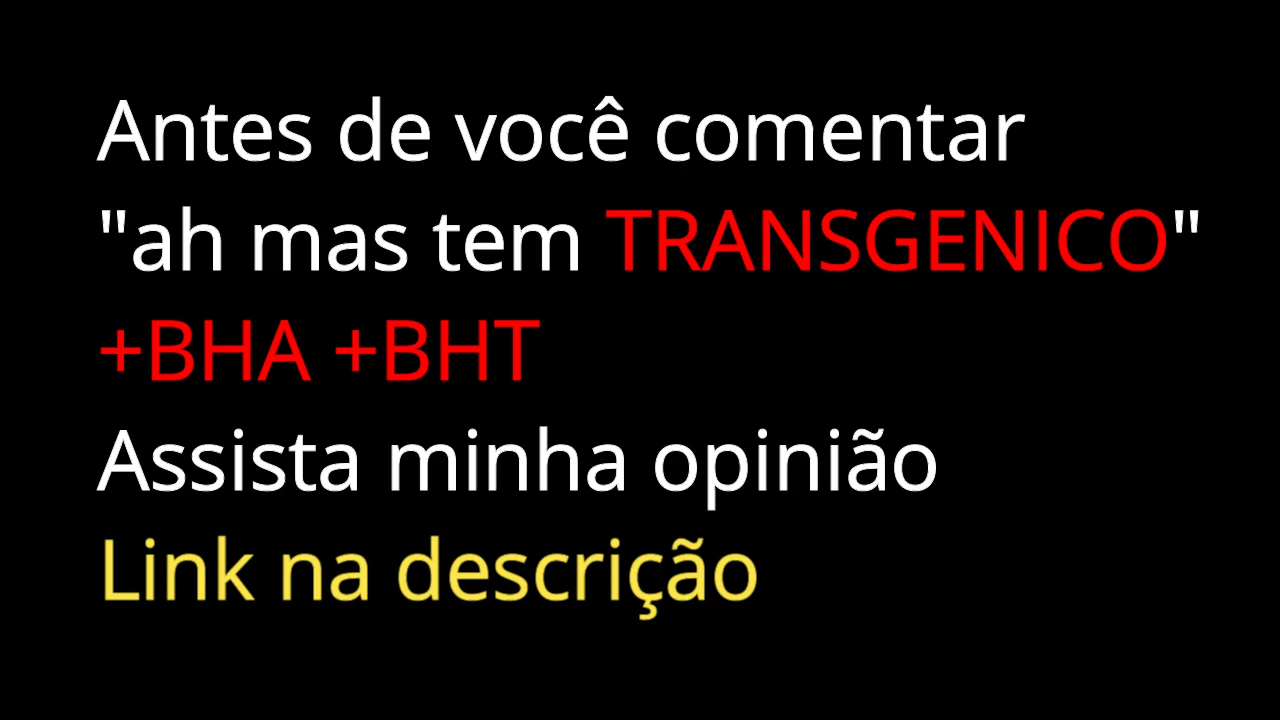 Antes de você comentar
"ah mas tem TRANSGENICO"
+BHA +BHT
Assista minha opinião
Link na descrição